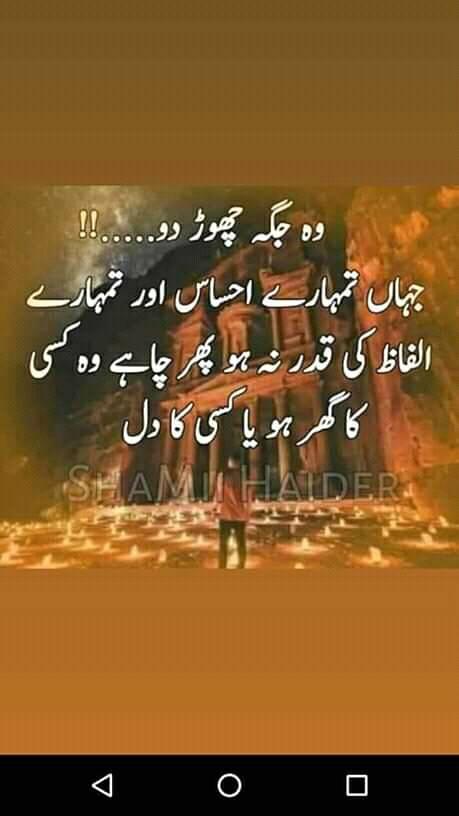 وہ جگہ چھوڑ دو.....!!
جہاں تمہارے احساس اور تمہارے
الفاظ کی قدر نہ ہو پھر چاہے وہ کسی
کا گھر ہو یا کسی کا دل
SHAMII HAIDER